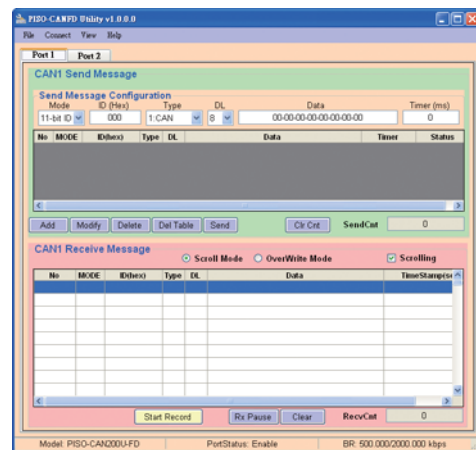 PISO-CANFD Utility v1.0.0.0
File Connect View Help
Port 1 Port 2
CAN1 Send Message
Send Message Configuration
Mode ID (Hex) Type DL Data Timer (ms)
11-bit ID 000 1:CAN 8 00-00-00-00-00-00-00-00 0
No MODE ID(hex) Type DL Data Timer Status
Add Modify Delete Del Table Send Clr Cnt SendCnt 0
CAN1 Receive Message
Scroll Mode OverWrite Mode Scrolling
No MODE ID(hex) Type DL Data TimeStamp(se
Start Record Rx Pause Clear RecvCnt 0
Model: PISO-CAN200U-FD PortStatus: Enable BR: 500.000/2000.000 kbps